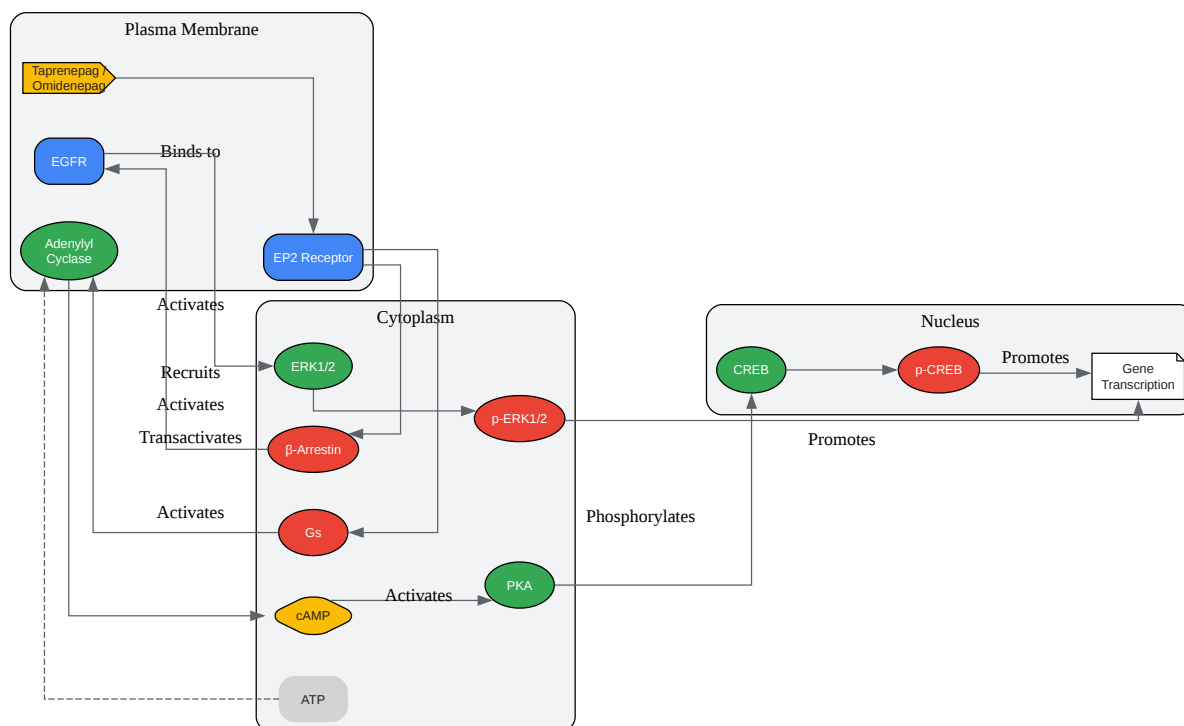 Plasma Membrane
Taprenepag /
Omidenepag
EGFR
Binds to
Adenylyl
Cyclase
EP2 Receptor
Activates
Cytoplasm
Nucleus
ERK1/2
Recruits
CREB
p-CREB
Promotes
Gene
Transcription
Activates
p-ERK1/2
Transactivates
β-Arrestin
Promotes
Activates
Gs
Phosphorylates
PKA
Activates
cAMP
ATP